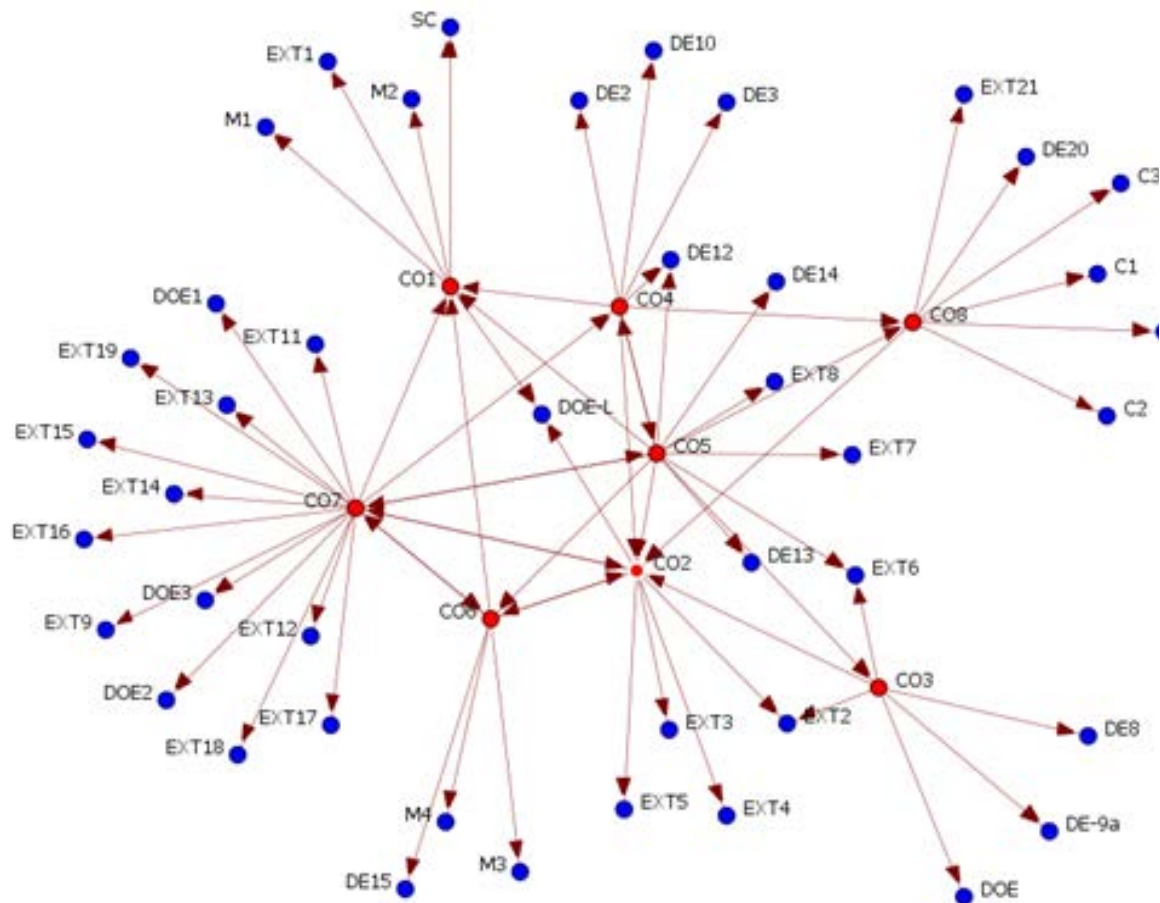 SC
EXT1
DE10
M2
DE2
DE3
EXT21
M1
DE20
C3
DE12
C1
CO1
DE14
DOE1
CO4
CO8
EXT11
EXT19
EXT8
EXT13
DOE-L
C2
EXT15
CO5
EXT7
EXT14
CO7
EXT16
DE13
CO2
EXT6
DOE3
CO6
EXT9
EXT12
CO3
DOE2
EXT17
EXT3
EXT2
DE8
EXT18
M4
EXT5
EXT4
DE-9a
M3
DE15
DOE